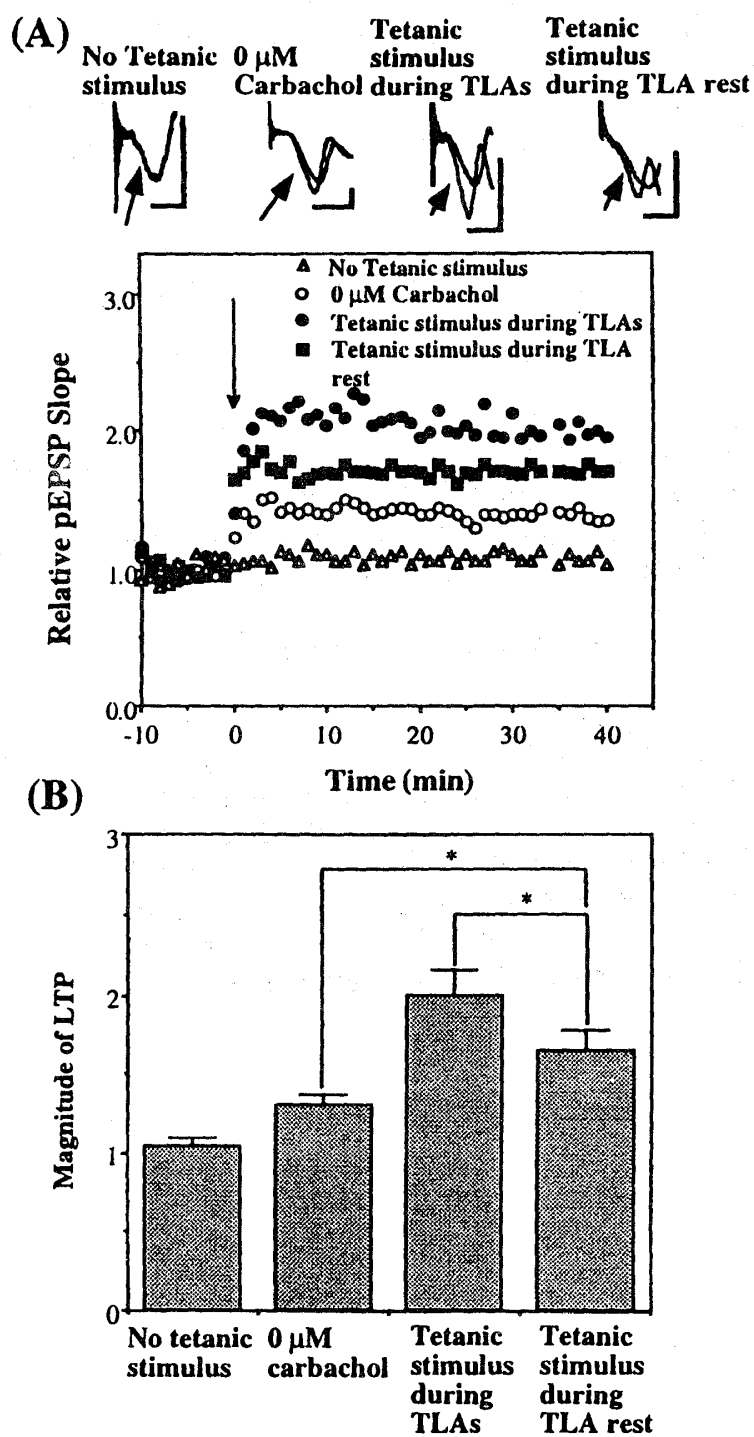 (A)
No Tetanic
stimulus
0 μM
Carbachol
Tetanic
stimulus
during TLAs
Tetanic
stimulus
during TLA rest
No Tetanic stimulus
0 μM Carbachol
Tetanic stimulus during TLAs
Tetanic stimulus during TLA
rest
Relative pEPSP Slope
3.0
2.0
1.0
0.0
-10
0
10
20
30
40
Time (min)
(B)
Magnitude of LTP
3
2
1
0
*
*
No tetanic
stimulus
0 μM
carbachol
Tetanic
stimulus
during
TLAs
Tetanic
stimulus
during
TLA rest